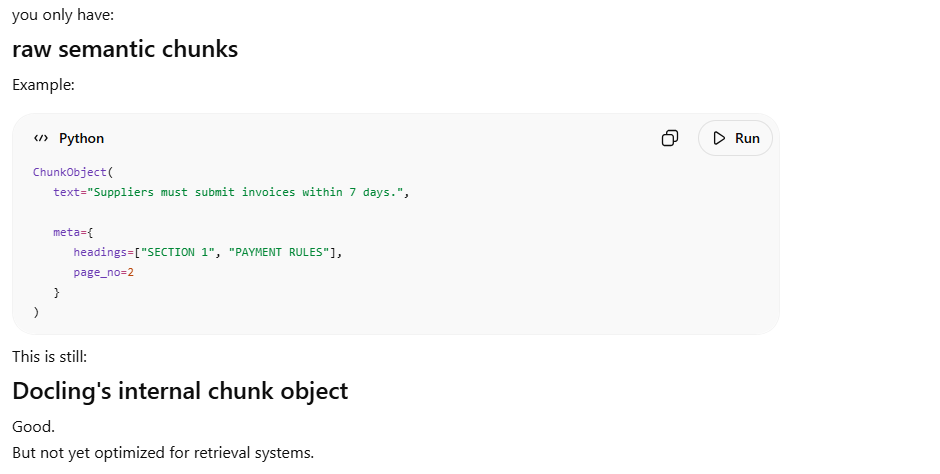 you only have:
raw semantic chunks
Example:
</> Python
Run
ChunkObject(
text="Suppliers must submit invoices within 7 days.",
meta={
headings=["SECTION 1", "PAYMENT RULES"],
page_no=2
}
)
This is still:
Docling's internal chunk object
Good.
But not yet optimized for retrieval systems.